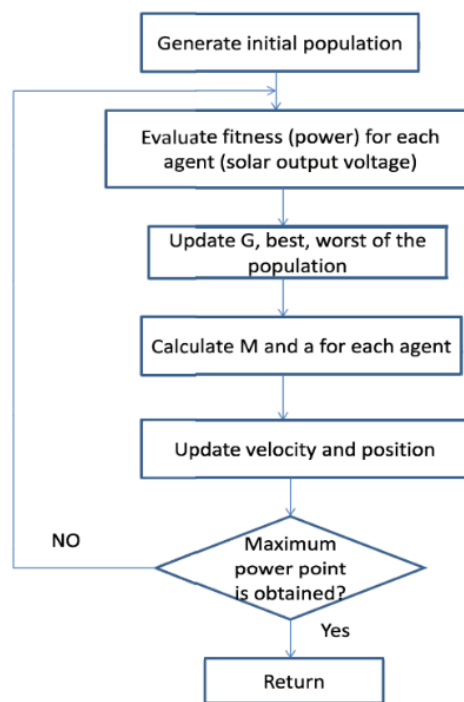 Generate initial population
Evaluate fitness (power) for each
agent (solar output voltage)
Update G, best, worst of the
population
Calculate M and a for each agent
Update velocity and position
NO
Maximum
power point
is obtained?
Yes
Return